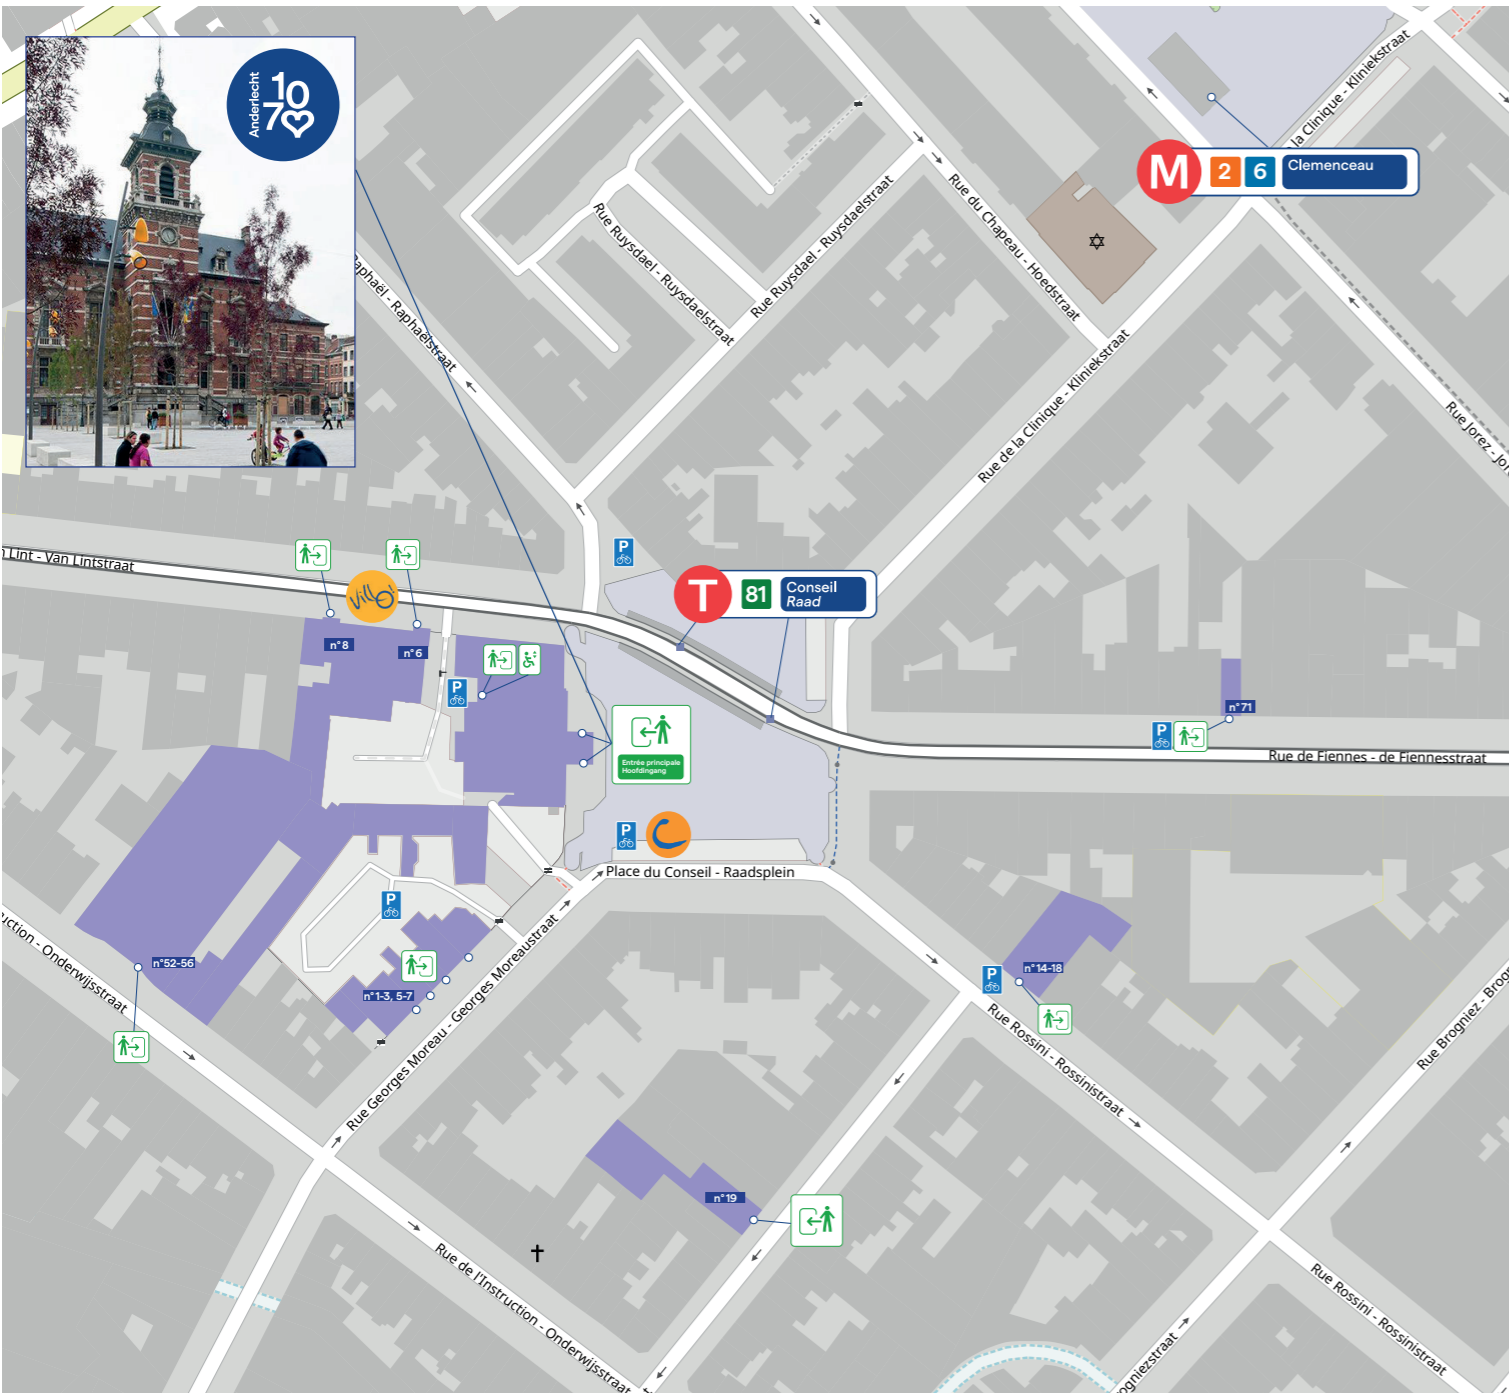 Anderlecht
1070
la Clinique - Kliniekstraat
M 2 6 Clemenceau
Rue du Chapeau - Hoedstraat
Rue Ruysdael - Ruysdaelstraat
Rue Ruysdael - Ruysdaelstraat
Raphaël - Raphaëlstraat
Rue de la Clinique - Kliniekstraat
Rue Jorez - Jor
n Lint - Van Lintstraat
P
Villo!
T 81 Conseil
Raad
n°8
n°6
P
n°71
P
Entrée principale
Hoofdingang
Rue de Fiennes - de Fiennesstraat
P
C
Place du Conseil - Raadsplein
P
uction - Onderwijsstraat
n°52-56
n°1-3, 5-7
Rue Georges Moreau - Georges Moreaustraat
P
n°14-18
Rue Rossini - Rossinistraat
Rue Brogniez - Brog
n°19
Rue de l'Instruction - Onderwijsstraat
Rue Rossini - Rossinistraat
ogniezstraat